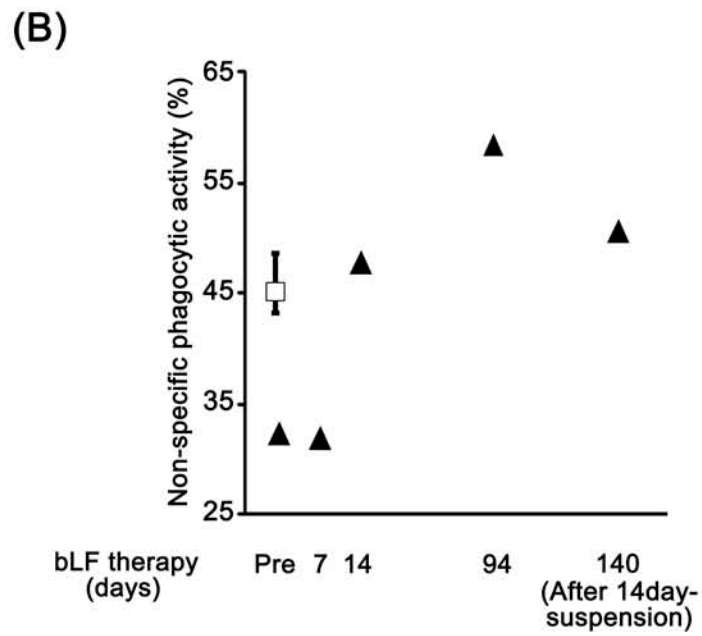 (B)
Non-specific phagocytic activity (%)
65
55
45
35
25
bLF therapy
(days)
Pre 7 14 94 140
(After 14day-
suspension)